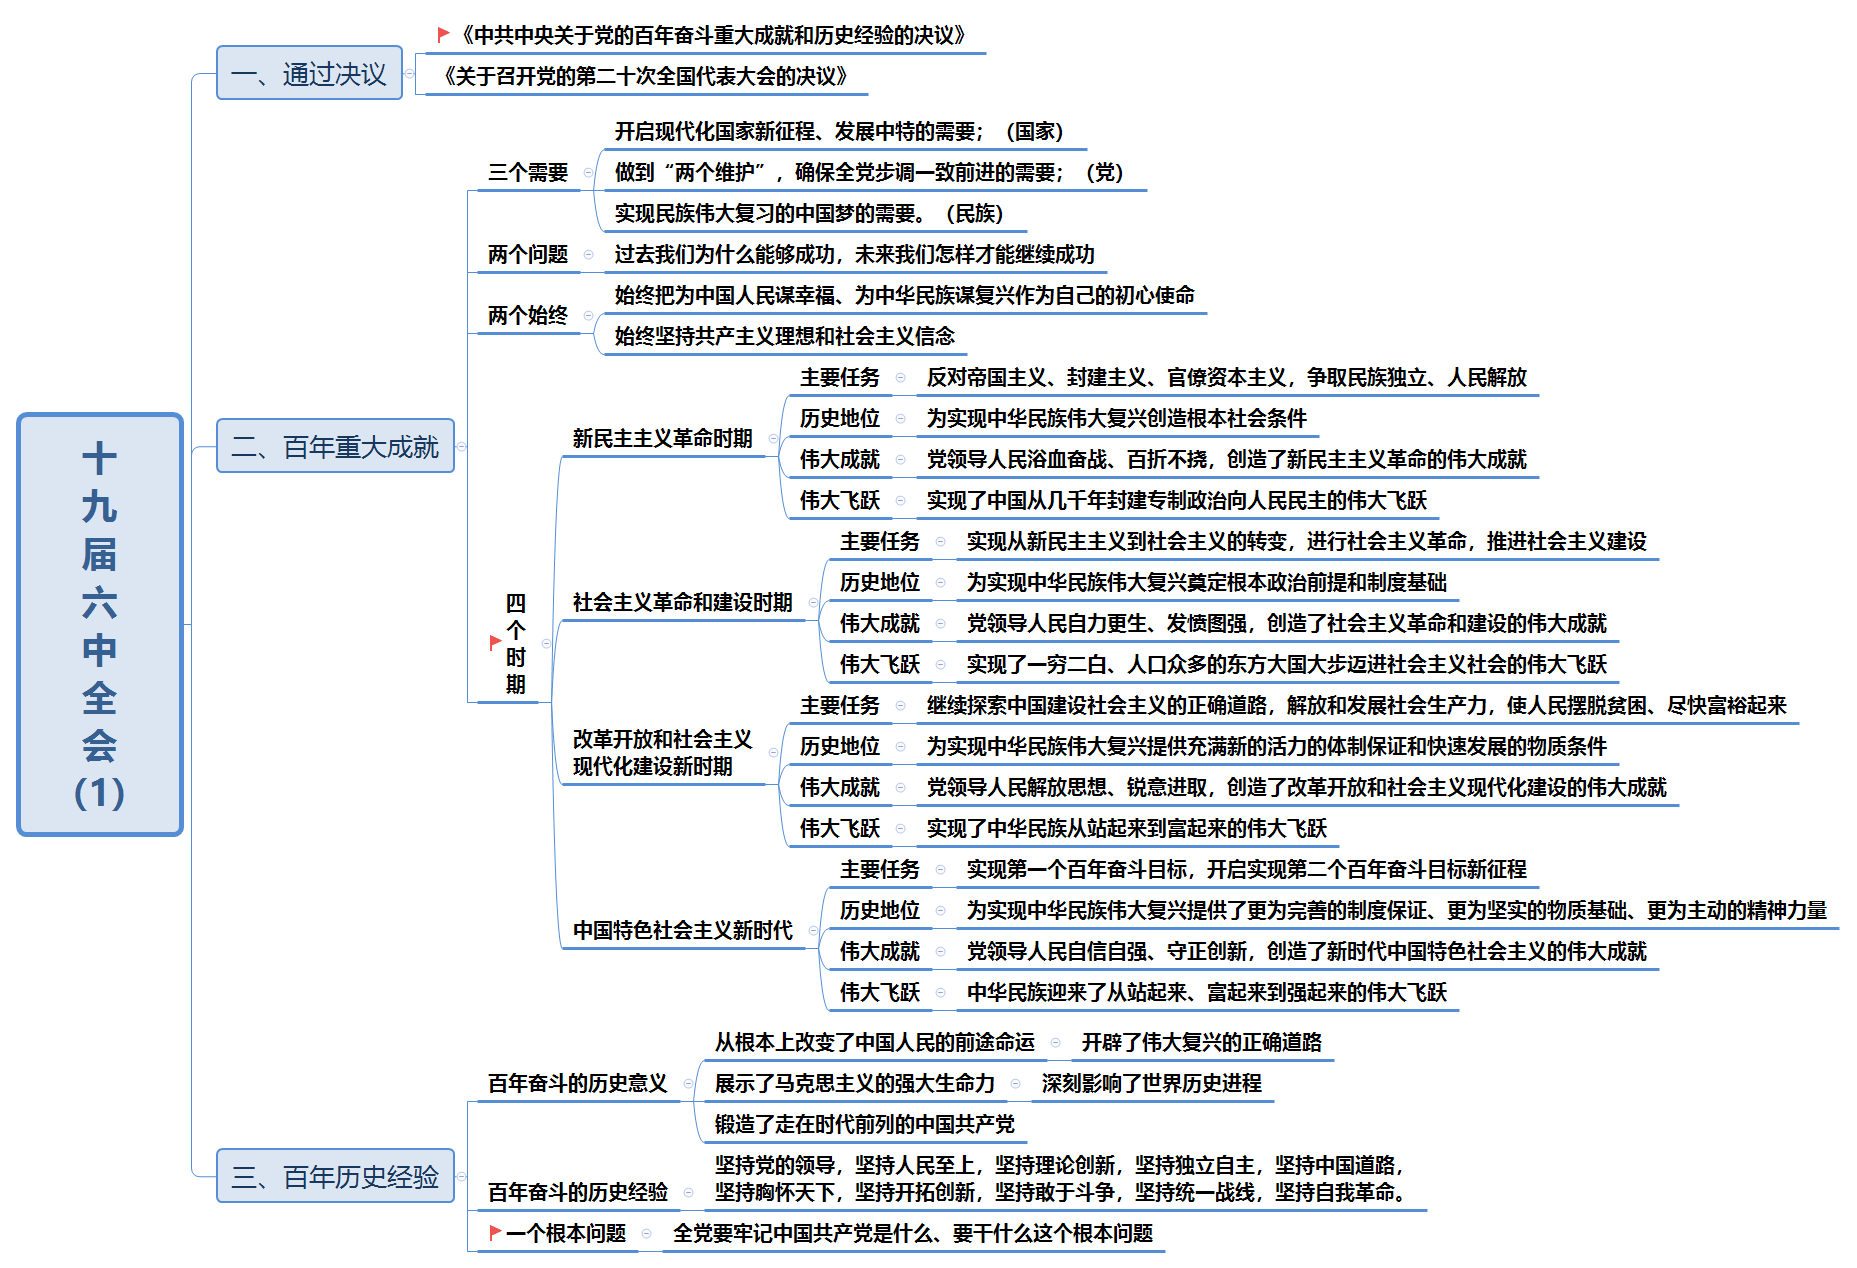 十
九
届
六
中
全
会
(1)
一、通过决议
《中共中央关于党的百年奋斗重大成就和历史经验的决议》
《关于召开党的第二十次全国代表大会的决议》
二、百年重大成就
三个需要
开启现代化国家新征程、发展中特的需要；（国家）
做到“两个维护”，确保全党步调一致前进的需要；（党）
实现民族伟大复习的中国梦的需要。（民族）
两个问题
过去我们为什么能够成功，未来我们怎样才能继续成功
两个始终
始终把为中国人民谋幸福、为中华民族谋复兴作为自己的初心使命
始终坚持共产主义理想和社会主义信念
四
个
时
期
新民主主义革命时期
主要任务
反对帝国主义、封建主义、官僚资本主义，争取民族独立、人民解放
历史地位
为实现中华民族伟大复兴创造根本社会条件
伟大成就
党领导人民浴血奋战、百折不挠，创造了新民主主义革命的伟大成就
伟大飞跃
实现了中国从几千年封建专制政治向人民民主的伟大飞跃
社会主义革命和建设时期
主要任务
实现从新民主主义到社会主义的转变，进行社会主义革命，推进社会主义建设
历史地位
为实现中华民族伟大复兴奠定根本政治前提和制度基础
伟大成就
党领导人民自力更生、发愤图强，创造了社会主义革命和建设的伟大成就
伟大飞跃
实现了一穷二白、人口众多的东方大国大步迈进社会主义社会的伟大飞跃
改革开放和社会主义
现代化建设新时期
主要任务
继续探索中国建设社会主义的正确道路，解放和发展社会生产力，使人民摆脱贫困、尽快富裕起来
历史地位
为实现中华民族伟大复兴提供充满新的活力的体制保证和快速发展的物质条件
伟大成就
党领导人民解放思想、锐意进取，创造了改革开放和社会主义现代化建设的伟大成就
伟大飞跃
实现了中华民族从站起来到富起来的伟大飞跃
中国特色社会主义新时代
主要任务
实现第一个百年奋斗目标，开启实现第二个百年奋斗目标新征程
历史地位
为实现中华民族伟大复兴提供了更为完善的制度保证、更为坚实的物质基础、更为主动的精神力量
伟大成就
党领导人民自信自强、守正创新，创造了新时代中国特色社会主义的伟大成就
伟大飞跃
中华民族迎来了从站起来、富起来到强起来的伟大飞跃
三、百年历史经验
百年奋斗的历史意义
从根本上改变了中国人民的前途命运
开辟了伟大复兴的正确道路
展示了马克思主义的强大生命力
深刻影响了世界历史进程
锻造了走在时代前列的中国共产党
百年奋斗的历史经验
坚持党的领导，坚持人民至上，坚持理论创新，坚持独立自主，坚持中国道路，
坚持胸怀天下，坚持开拓创新，坚持敢于斗争，坚持统一战线，坚持自我革命。
一个根本问题
全党要牢记中国共产党是什么、要干什么这个根本问题